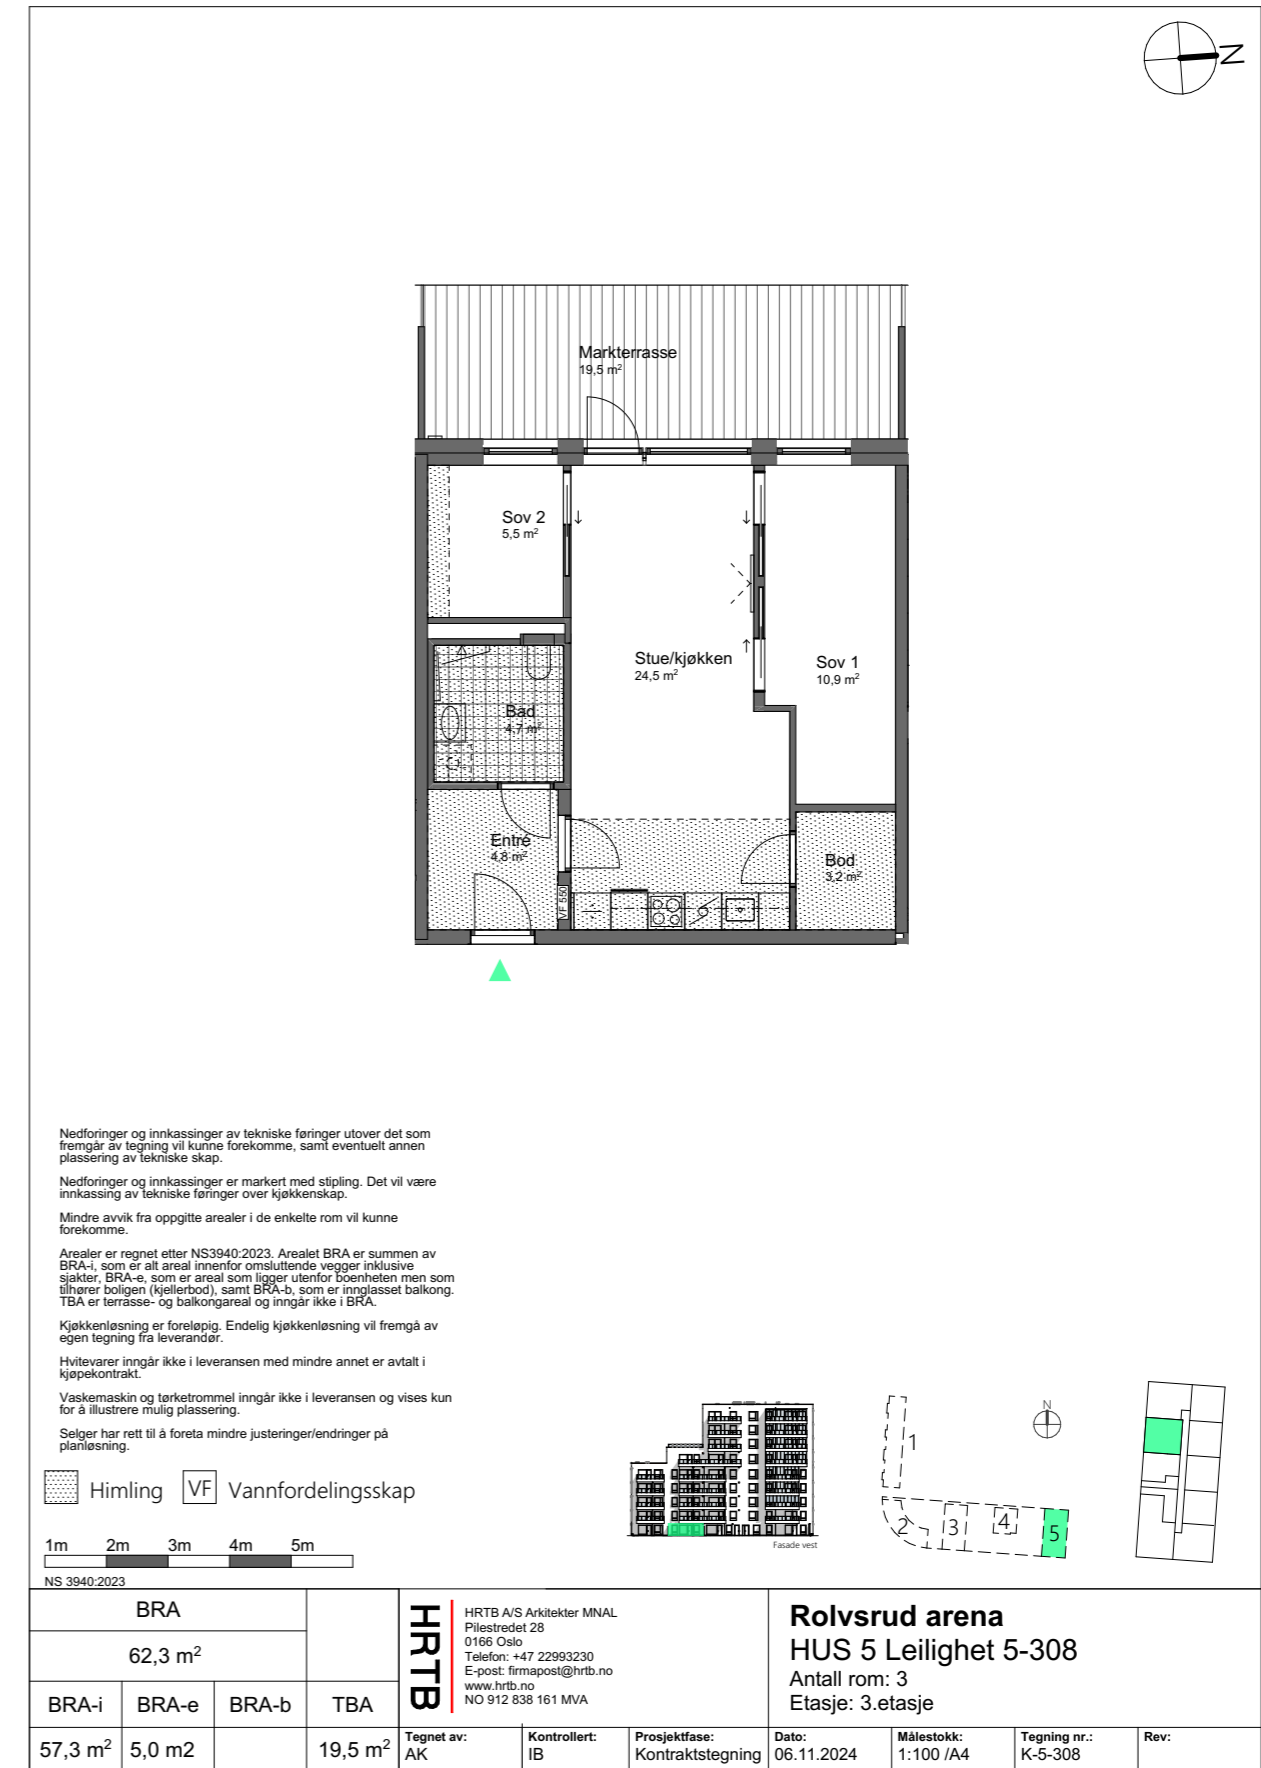 N
Markterrasse
19,5 m²
Sov 2
5,5 m²
Stue/kjøkken
24,5 m²
Sov 1
10,9 m²
Bad
4,7 m²
Entré
4,8 m²
Bod
3,2 m²
VF 550
Nedforinger og innkassinger av tekniske føringer utover det som
fremgår av tegning vil kunne forekomme, samt eventuelt annen
plassering av tekniske skap.
Nedforinger og innkassinger er markert med stipling. Det vil være
innkassing av tekniske føringer over kjøkkenskap.
Mindre avvik fra oppgitte arealer i de enkelte rom vil kunne
forekomme.
Arealer er regnet etter NS3940:2023. Arealet BRA er summen av
BRA-i, som er alt areal innenfor omsluttende vegger inklusive
sjakter, BRA-e, som er areal som ligger utenfor boenheten men som
tilhører boligen (kjellerbod), samt BRA-b, som er innglasset balkong.
TBA er terrasse- og balkongareal og inngår ikke i BRA.
Kjøkkenløsning er foreløpig. Endelig kjøkkenløsning vil fremgå av
egen tegning fra leverandør.
Hvitevarer inngår ikke i leveransen med mindre annet er avtalt i
kjøpekontrakt.
Vaskemaskin og tørketrommel inngår ikke i leveransen og vises kun
for å illustrere mulig plassering.
Selger har rett til å foreta mindre justeringer/endringer på
planløsning.
Himling VF Vannfordelingsskap
1m 2m 3m 4m 5m
NS 3940:2023
Fasade vest
N
1
2 3 4 5
BRA
62,3 m²
BRA-i BRA-e BRA-b TBA
57,3 m² 5,0 m2 19,5 m²
HRTB
HRTB A/S Arkitekter MNAL
Pilestredet 28
0166 Oslo
Telefon: +47 22993230
E-post: firmapost@hrtb.no
www.hrtb.no
NO 912 838 161 MVA
Rolvsrud arena
HUS 5 Leilighet 5-308
Antall rom: 3
Etasje: 3.etasje
Tegnet av: Kontrollert: Prosjektfase: Dato: Målestokk: Tegning nr.: Rev:
AK IB Kontraktstegning 06.11.2024 1:100 /A4 K-5-308